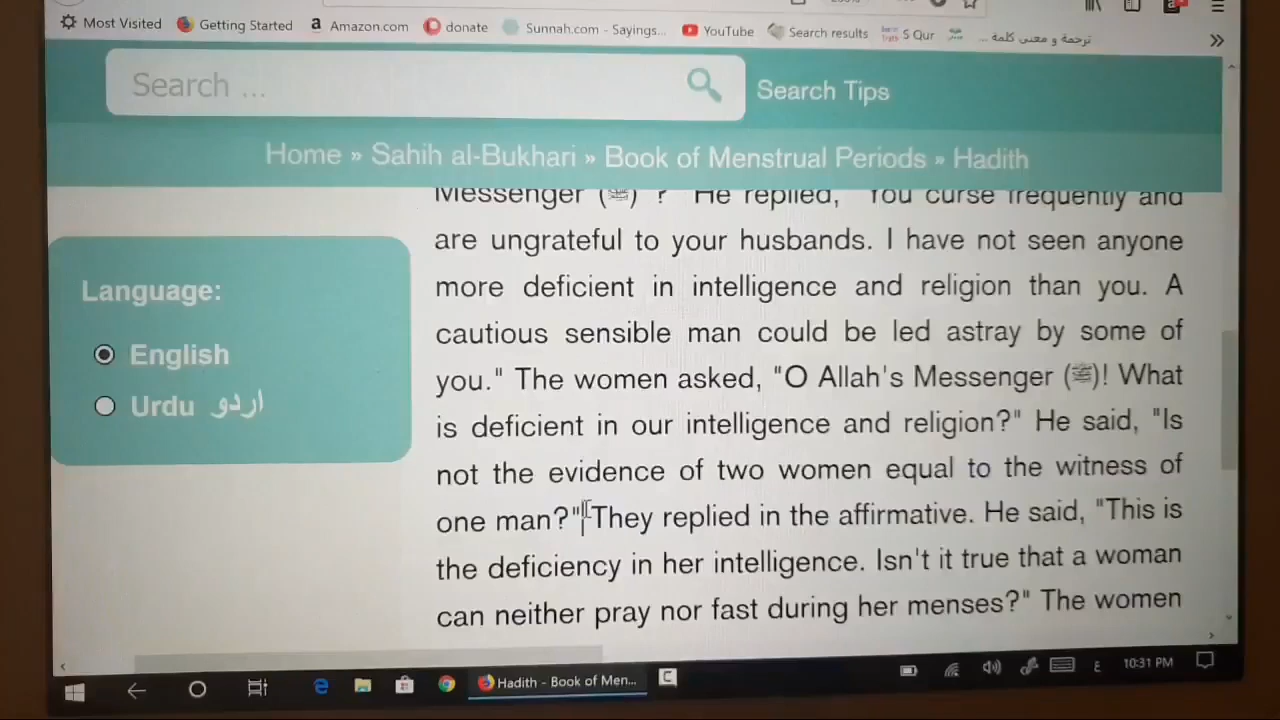 Most Visited Getting Started Amazon.com donate Sunnah.com - Sayings... YouTube Search results S Qur ترجمة و معنى كلمة ...
Search ...
Search Tips
Home » Sahih al-Bukhari » Book of Menstrual Periods » Hadith
Messenger (ﷺ) ?" He replied, "You curse frequently and
are ungrateful to your husbands. I have not seen anyone
more deficient in intelligence and religion than you. A
cautious sensible man could be led astray by some of
you." The women asked, "O Allah's Messenger (ﷺ)! What
is deficient in our intelligence and religion?" He said, "Is
not the evidence of two women equal to the witness of
one man?" They replied in the affirmative. He said, "This is
the deficiency in her intelligence. Isn't it true that a woman
can neither pray nor fast during her menses?" The women
Language:
English
Urdu اردو
Hadith - Book of Men...
ع
10:31 PM